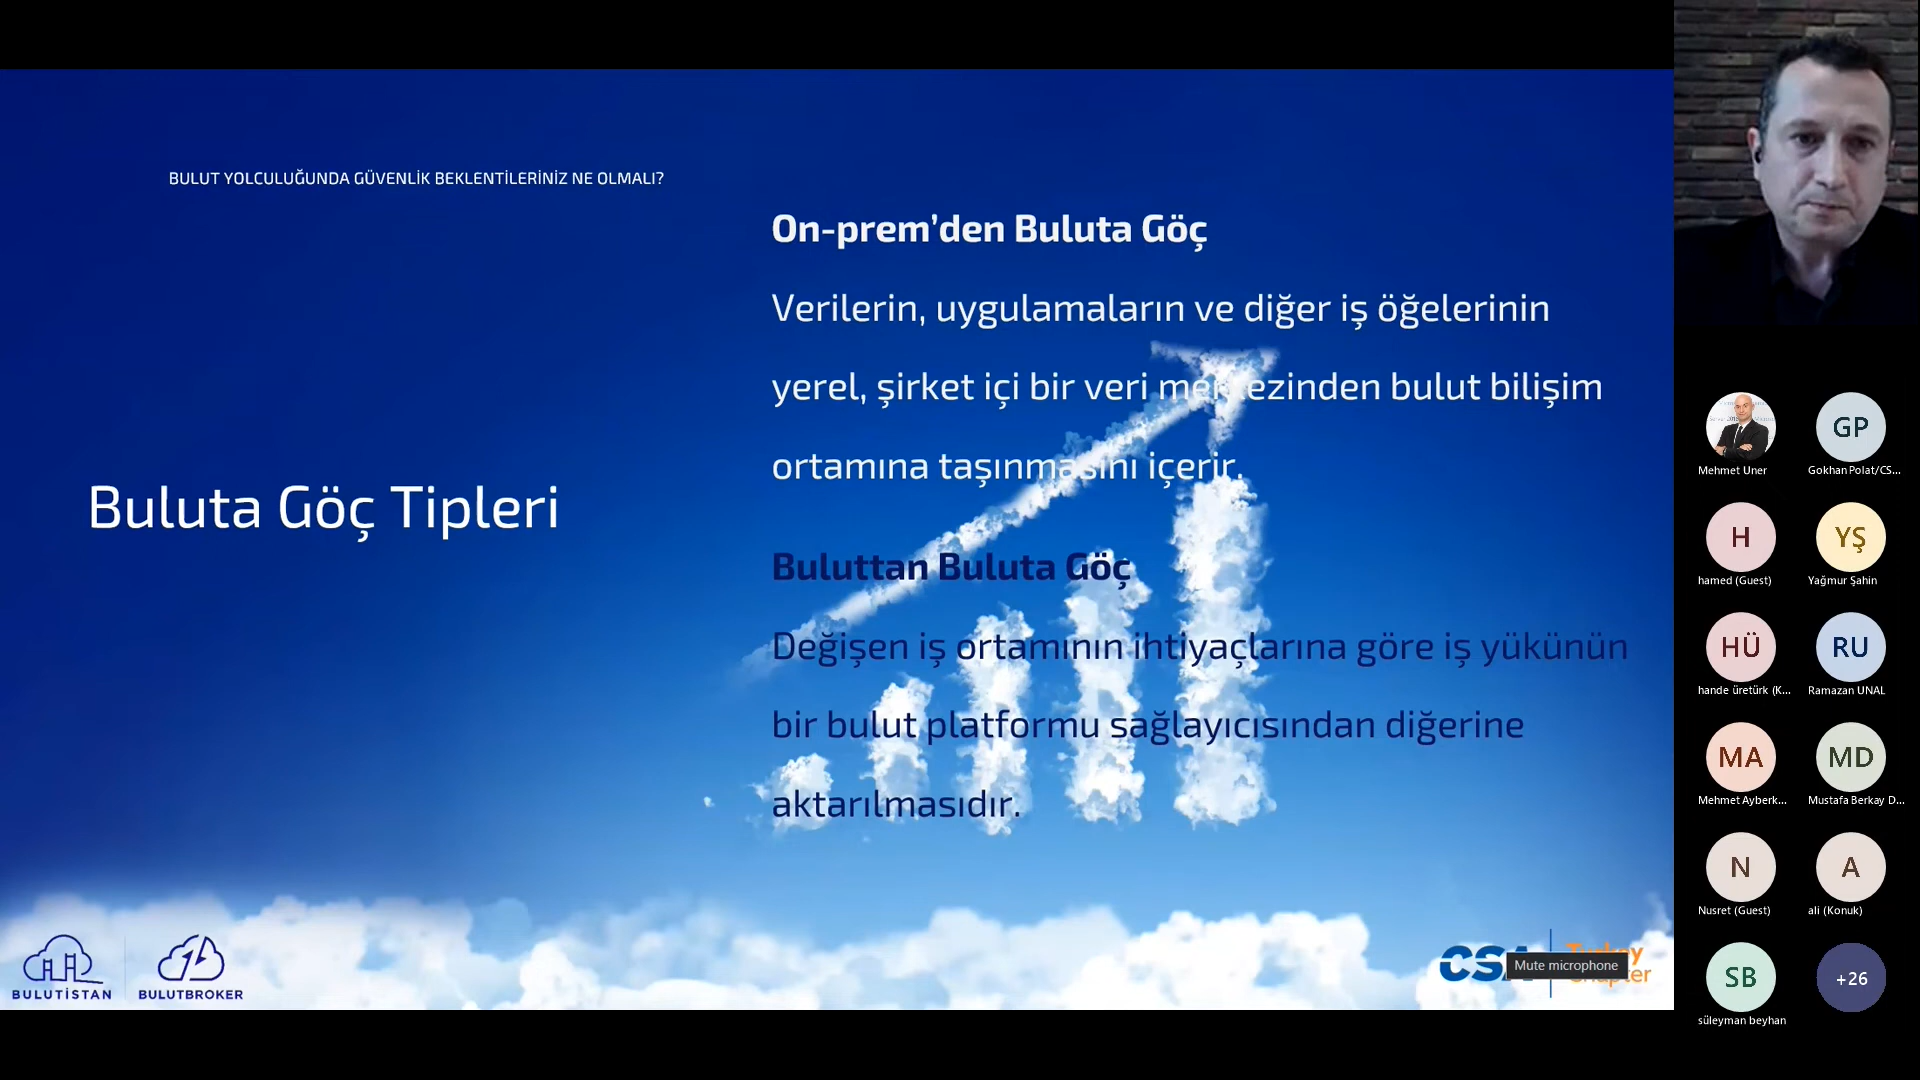 BULUT YOLCULUĞUNDA GÜVENLİK BEKLENTİLERİNİZ NE OLMALI?
Buluta Göç Tipleri
On-prem’den Buluta Göç
Verilerin, uygulamaların ve diğer iş öğelerinin
yerel, şirket içi bir veri merkezinden bulut bilişim
ortamına taşınmasını içerir.
Buluttan Buluta Göç
Değişen iş ortamının ihtiyaçlarına göre iş yükünün
bir bulut platformu sağlayıcısından diğerine
aktarılmasıdır.
BULUTİSTAN
BULUTBROKER
CSA
Turkey
Chapter
Mute microphone
Mehmet Uner
GP
Gokhan Polat/CS...
H
hamed (Guest)
YŞ
Yağmur Şahin
HÜ
hande üretürk (K...
RU
Ramazan UNAL
MA
Mehmet Ayberk...
MD
Mustafa Berkay D...
N
Nusret (Guest)
A
ali (Konuk)
SB
süleyman beyhan
+26